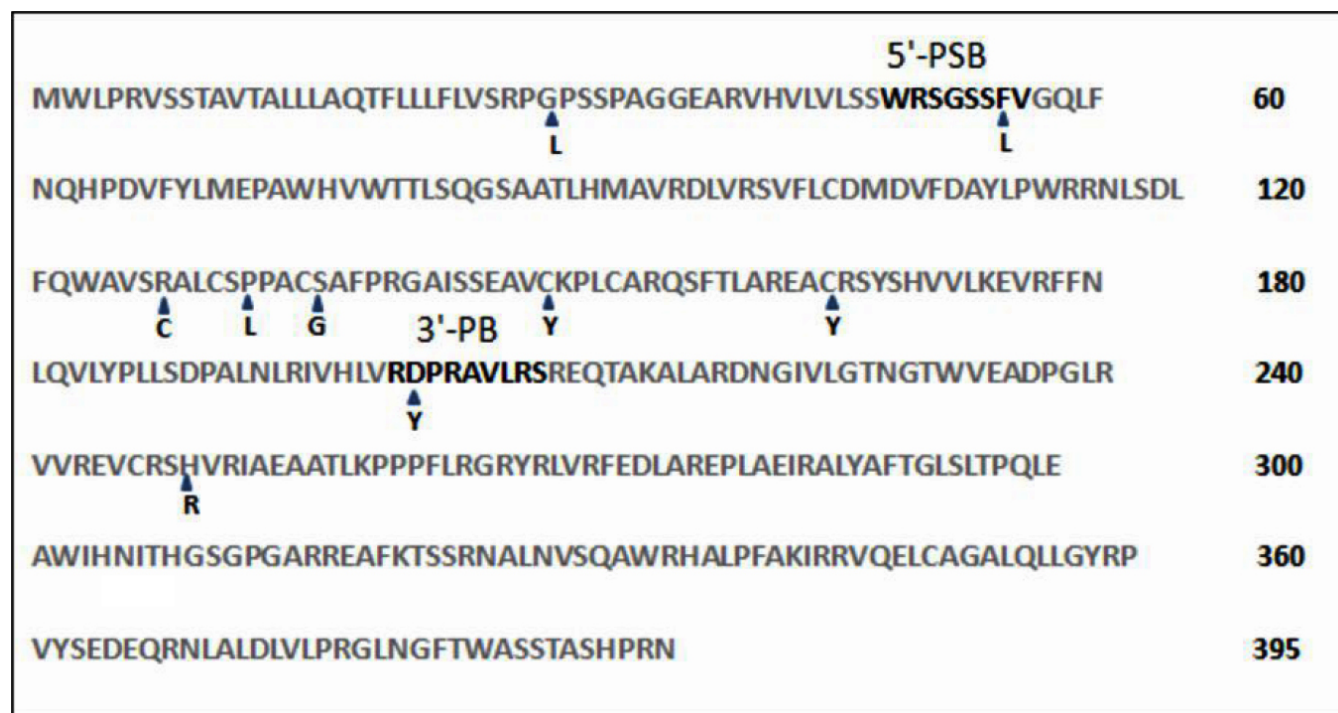 5'-PSB
MWLPRVSSTAVTALLLAQTFLLLFLVSRPGPSSPAGGEARVHVLVLSSWRSGSSFVGQLF 60
L L
NQHPDVFYLMEPAWHVWTTLSQGSAATLHMAVRDLVRSVFLCDMDVFDAYLPWRRNLSDL 120
FQWAVSRALCSPPACSAFPRGAISSEAVCKPLCARQSFTLAREACRSYSHVVLKEVRFFN 180
C L G Y Y
3'-PB
LQVLYPLLSDPALNLRIVHLVRDPRAVLRSREQTAKALARDNGIVLGTNGTWVEADPGLR 240
Y
VVREVCRSHVRIAEAATLKPPPFLRGRYRLVRFEDLAREPLAEIRALYAFTGLSLTPQLE 300
R
AWIHNITHGSGPGARREAFKTSSRNALNVSQAWRHALPFAKIRRVQELCAGALQLLGYRP 360
VYSEDEQRNLALDLVLPRGLNGFTWASSTASHPRN 395